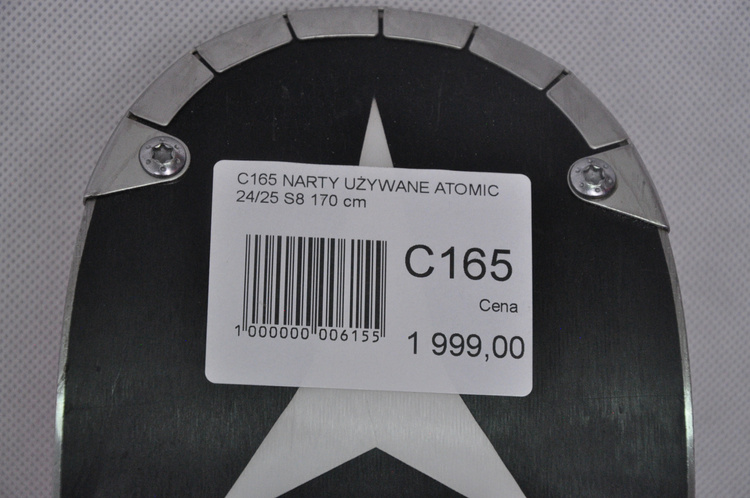 C165 NARTY UŻYWANE ATOMIC
24/25 S8 170 cm
C165
Cena
1 000000 006155
1 999,00